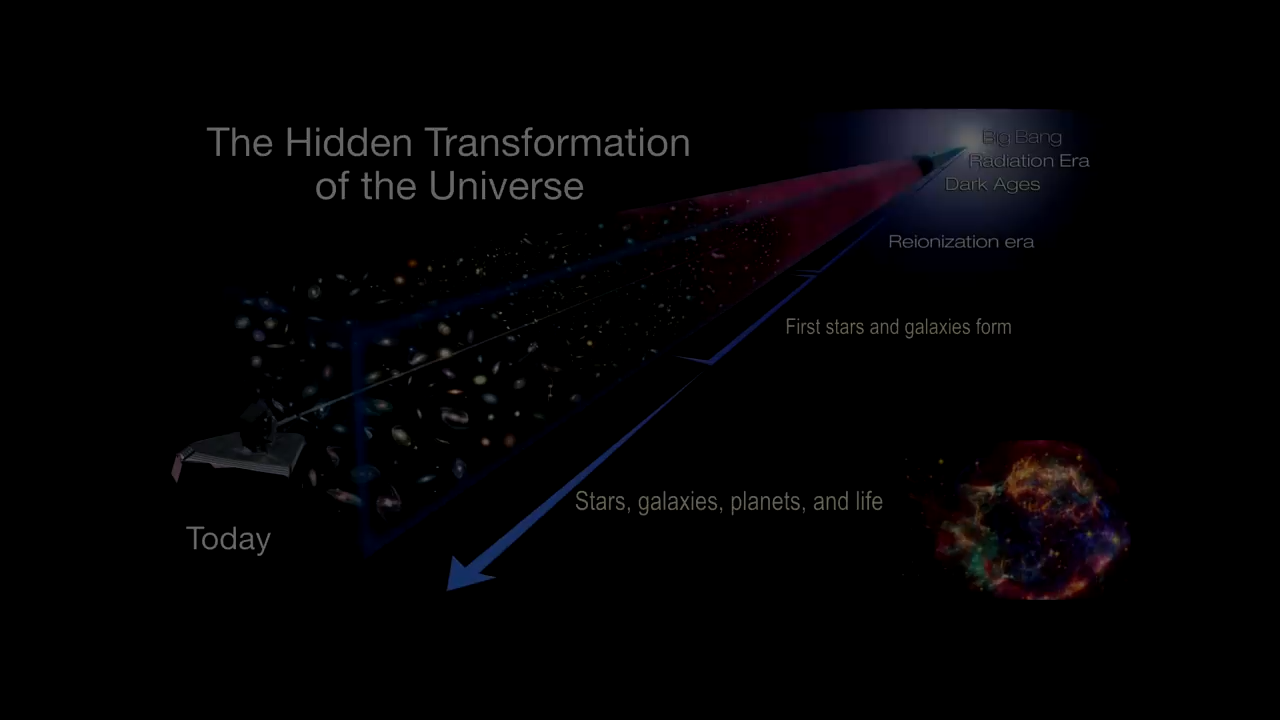 The Hidden Transformation
of the Universe
Big Bang
Radiation Era
Dark Ages
Reionization era
First stars and galaxies form
Stars, galaxies, planets, and life
Today